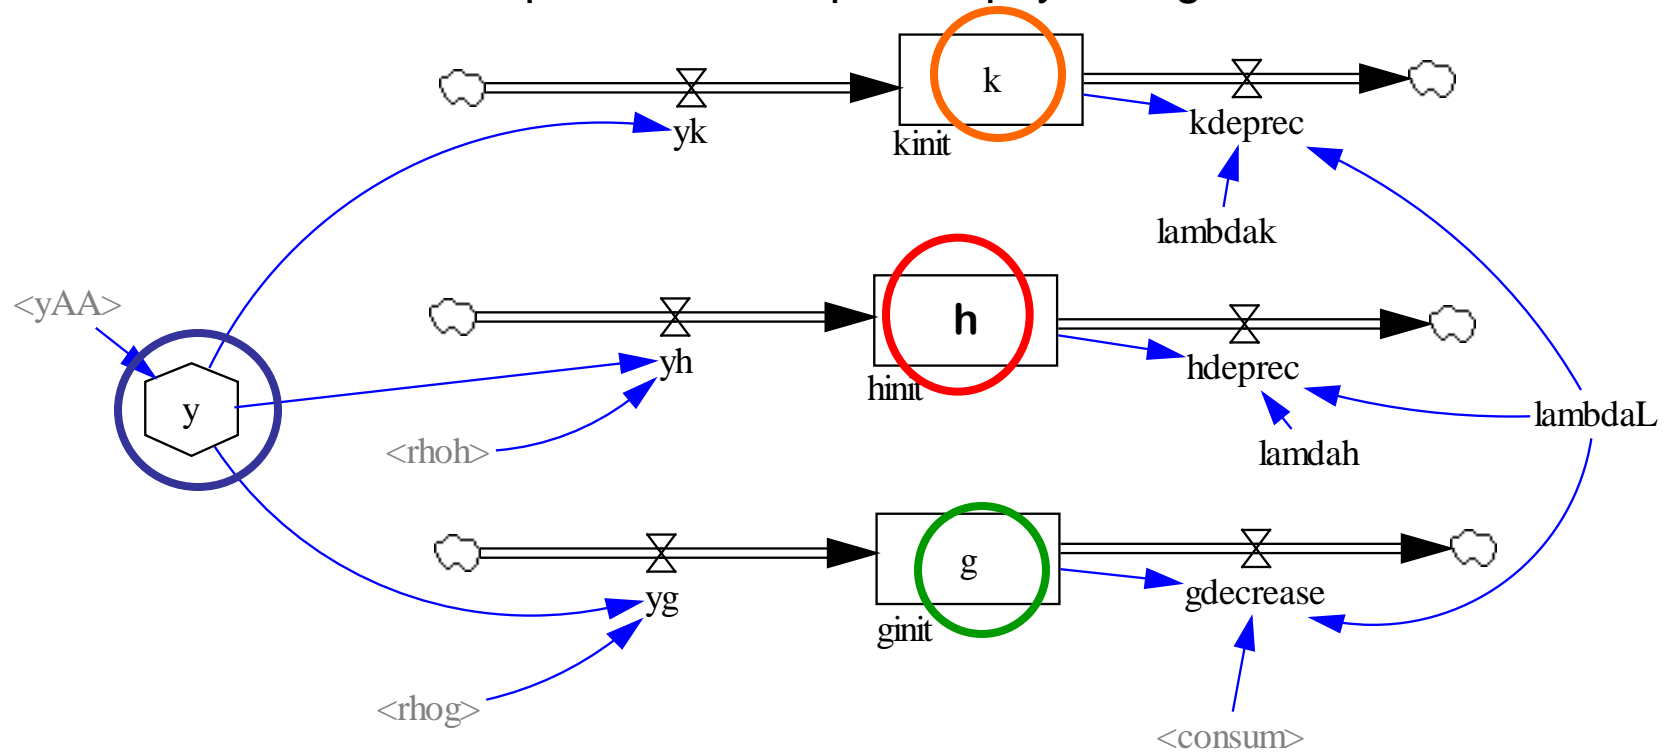 k
yk
kinit
kdeprec
lambdak
<yAA>
h
yh
hinit
hdeprec
y
lambdaL
<rhoh>
lamdah
g
yg
ginit
gdecrease
<rhog>
<consum>